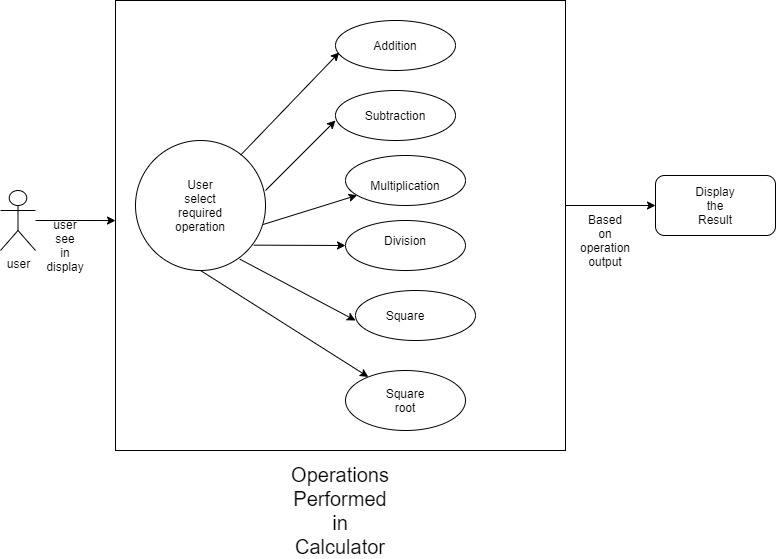 user
user
see
in
display
User
select
required
operation
Addition
Subtraction
Multiplication
Division
Square
Square
root
Based
on
operation
output
Display
the
Result
Operations
Performed
in
Calculator